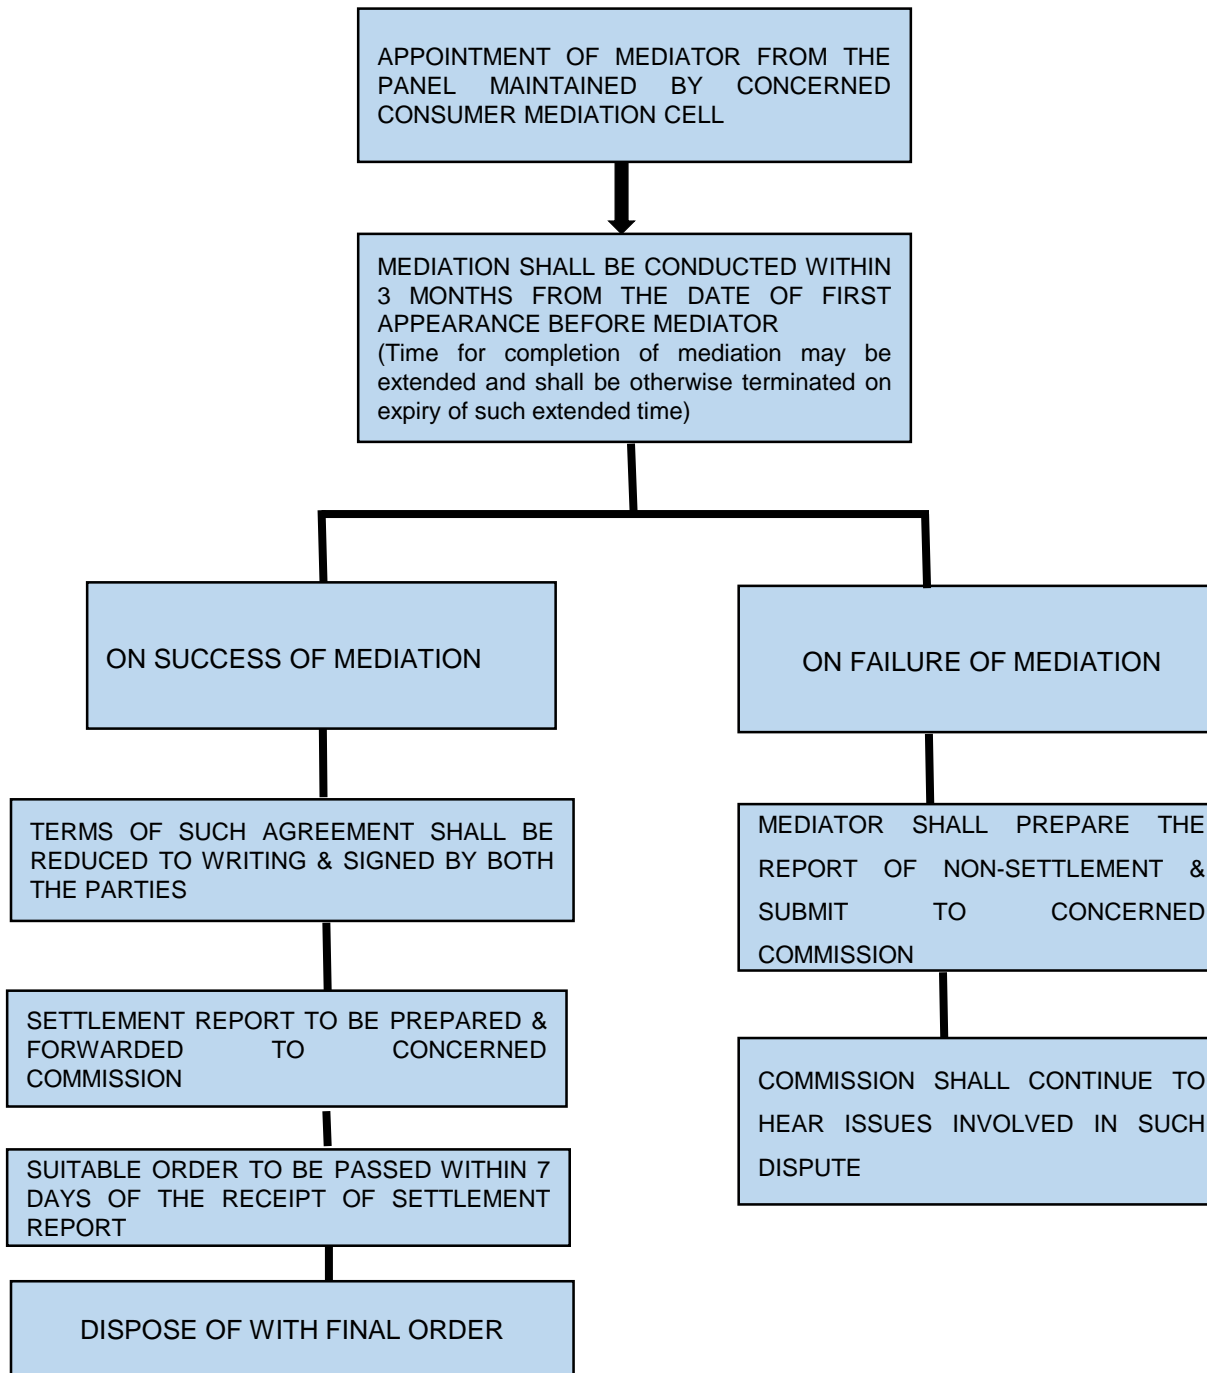 APPOINTMENT OF MEDIATOR FROM THE
PANEL MAINTAINED BY CONCERNED
CONSUMER MEDIATION CELL
MEDIATION SHALL BE CONDUCTED WITHIN
3 MONTHS FROM THE DATE OF FIRST
APPEARANCE BEFORE MEDIATOR
(Time for completion of mediation may be
extended and shall be otherwise terminated on
expiry of such extended time)
ON SUCCESS OF MEDIATION
TERMS OF SUCH AGREEMENT SHALL BE
REDUCED TO WRITING & SIGNED BY BOTH
THE PARTIES
SETTLEMENT REPORT TO BE PREPARED &
FORWARDED TO CONCERNED
COMMISSION
SUITABLE ORDER TO BE PASSED WITHIN 7
DAYS OF THE RECEIPT OF SETTLEMENT
REPORT
DISPOSE OF WITH FINAL ORDER
ON FAILURE OF MEDIATION
MEDIATOR SHALL PREPARE THE
REPORT OF NON-SETTLEMENT &
SUBMIT TO CONCERNED
COMMISSION
COMMISSION SHALL CONTINUE TO
HEAR ISSUES INVOLVED IN SUCH
DISPUTE